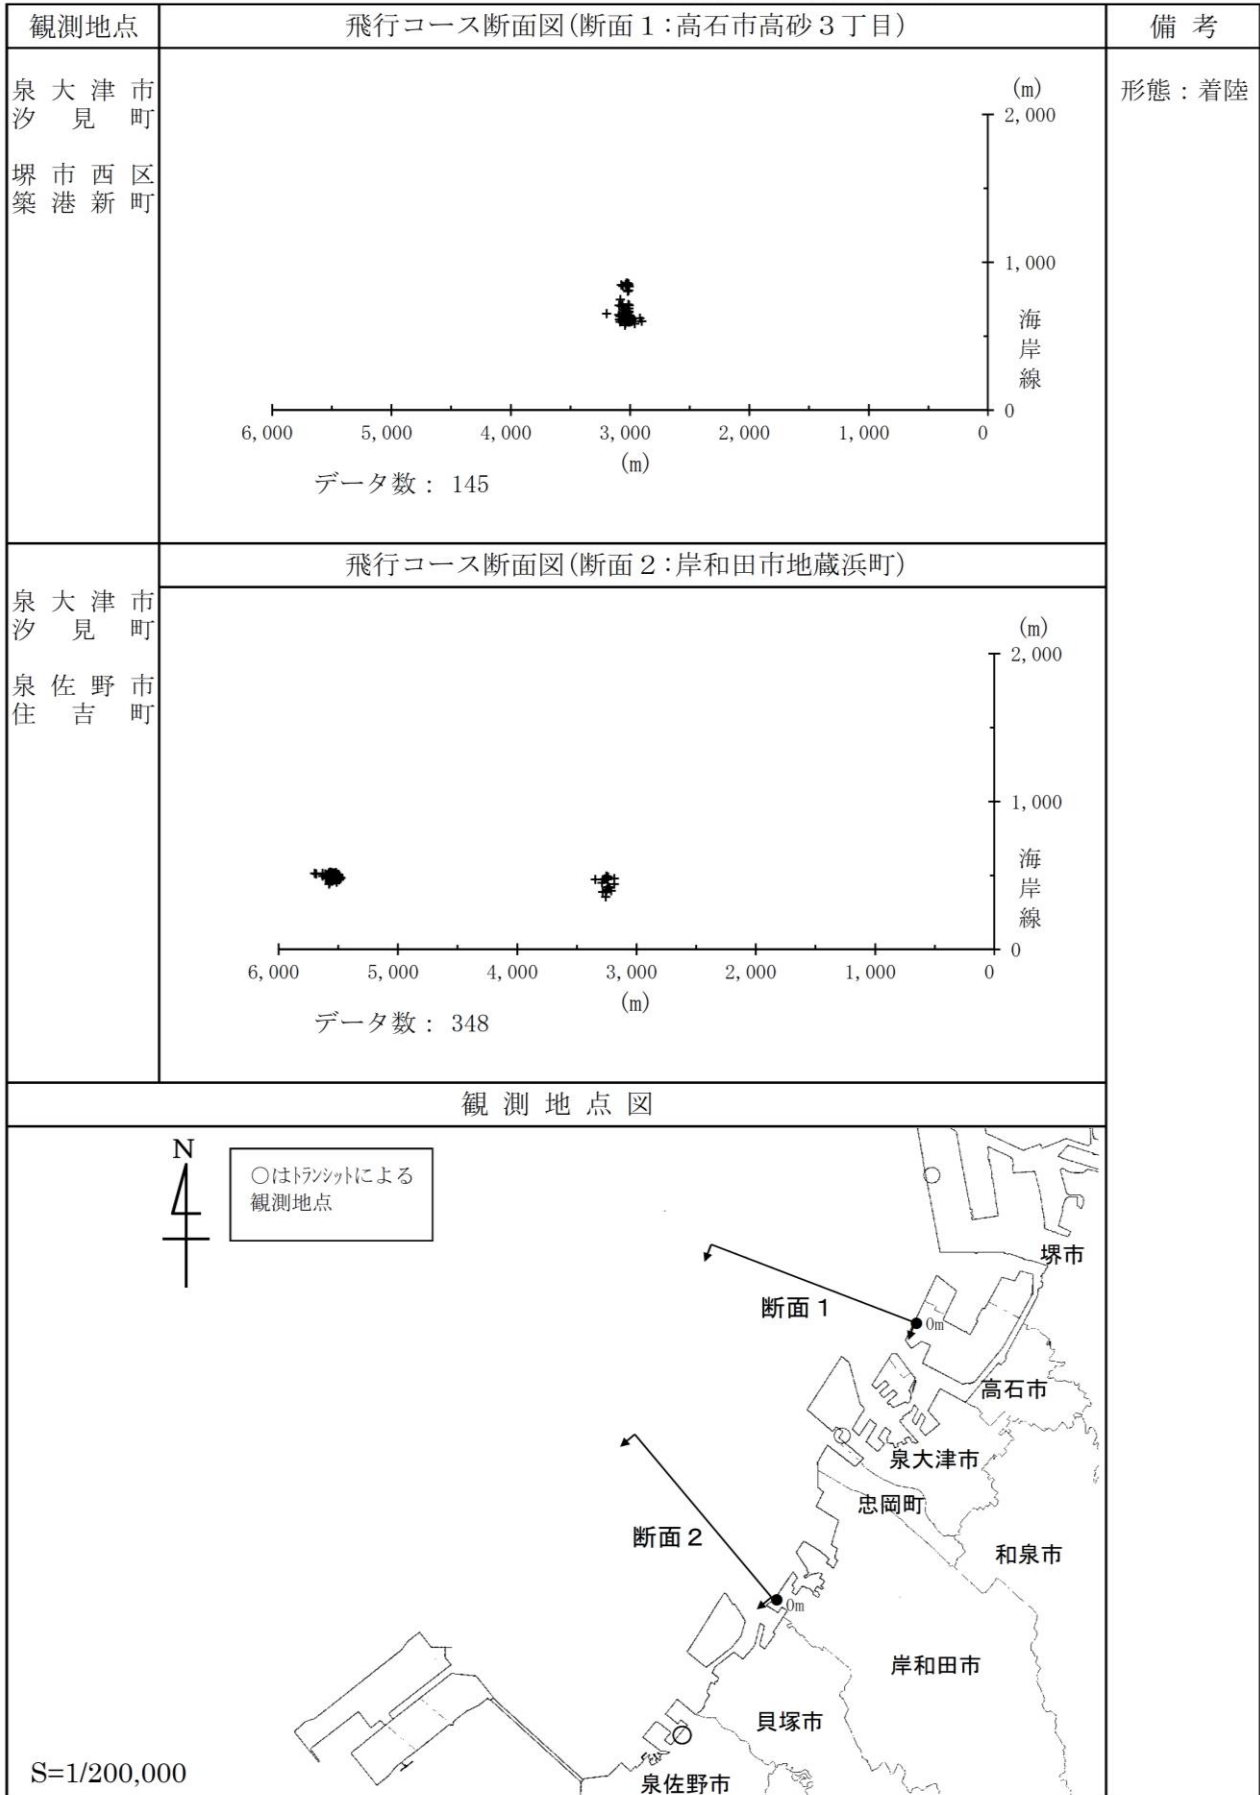 観測地点
飛行コース断面図(断面１:高石市高砂３丁目)
備 考
泉 大 津 市
汐 見 町
堺 市 西 区
築 港 新 町
形態：着陸
(m)
2,000
1,000
海
岸
線
0
6,000 5,000 4,000 3,000 2,000 1,000 0
(m)
データ数： 145
飛行コース断面図(断面２:岸和田市地蔵浜町)
泉 大 津 市
汐 見 町
泉 佐 野 市
住 吉 町
(m)
2,000
1,000
海
岸
線
0
6,000 5,000 4,000 3,000 2,000 1,000 0
(m)
データ数： 348
観 測 地 点 図
N
○はﾄﾗﾝｼｯﾄによる
観測地点
堺市
断面１
0m
高石市
泉大津市
忠岡町
断面２
和泉市
0m
岸和田市
貝塚市
S=1/200,000
泉佐野市